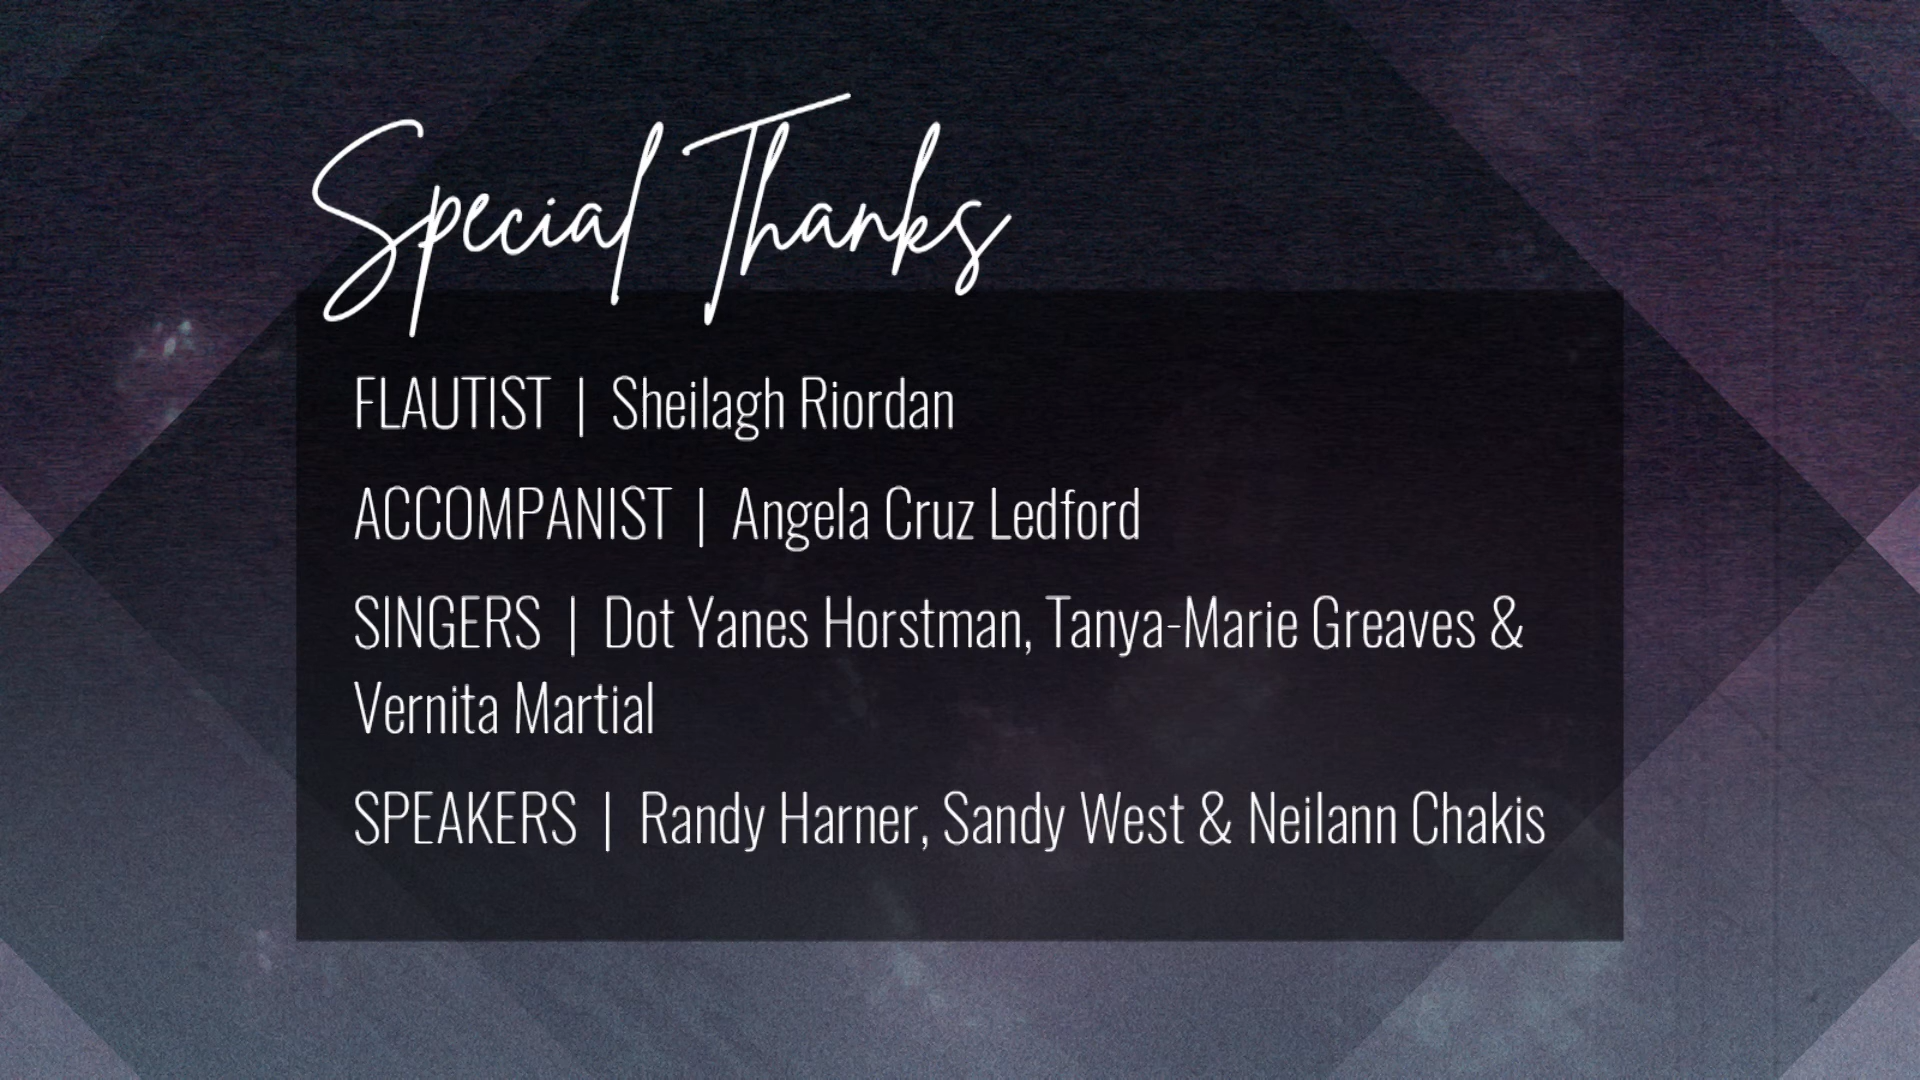 Special Thanks
FLAUTIST | Sheilagh Riordan
ACCOMPANIST | Angela Cruz Ledford
SINGERS | Dot Yanes Horstman, Tanya-Marie Greaves &
Vernita Martial
SPEAKERS | Randy Harner, Sandy West & Neilann Chakis